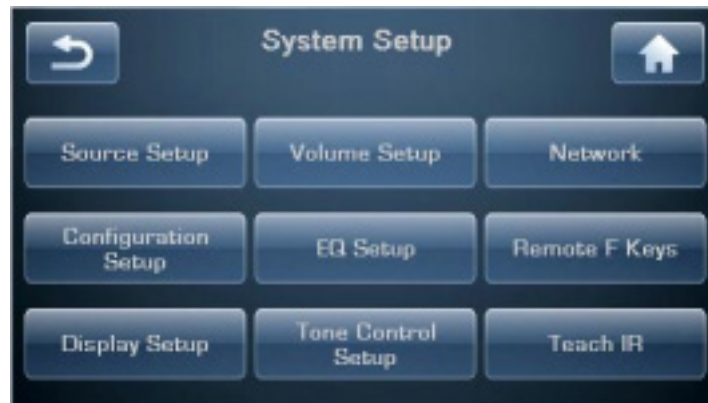 System Setup
Source Setup
Volume Setup
Network
Configuration
Setup
EQ Setup
Remote F Keys
Display Setup
Tone Control
Setup
Teach IR